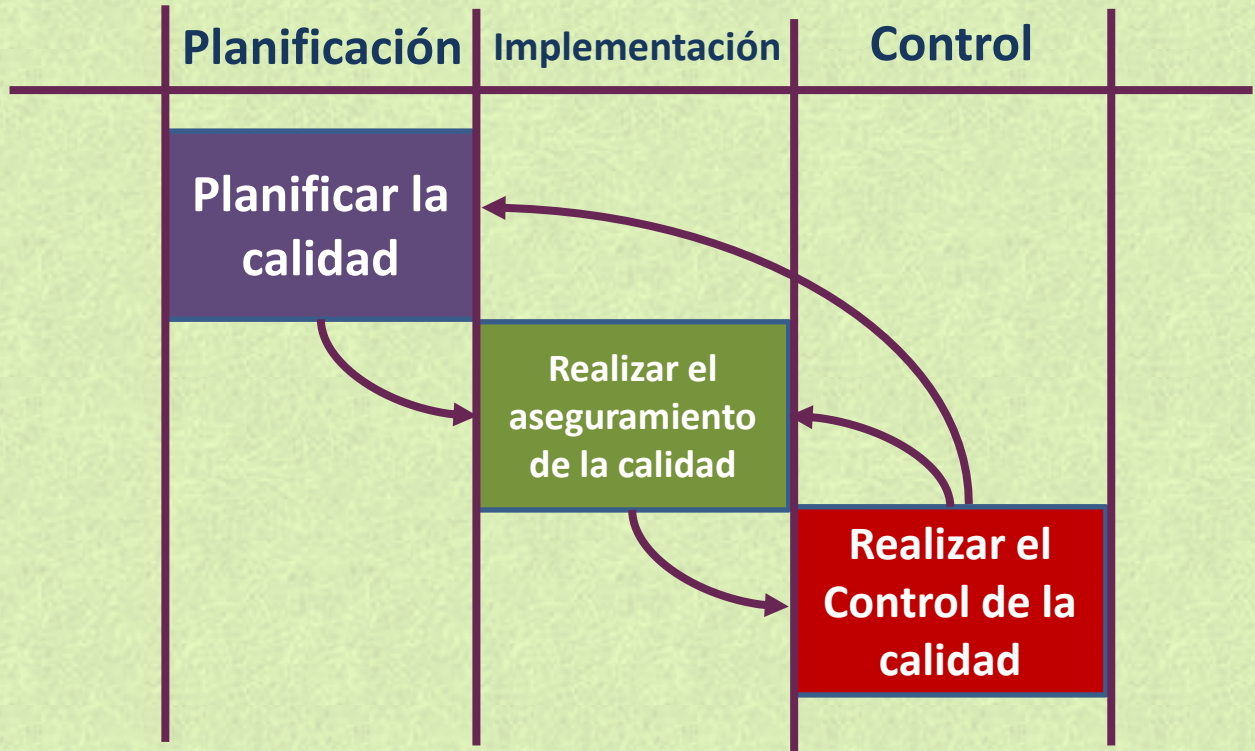 Planificación
Implementación
Control
Planificar la
calidad
Realizar el
aseguramiento
de la calidad
Realizar el
Control de la
calidad